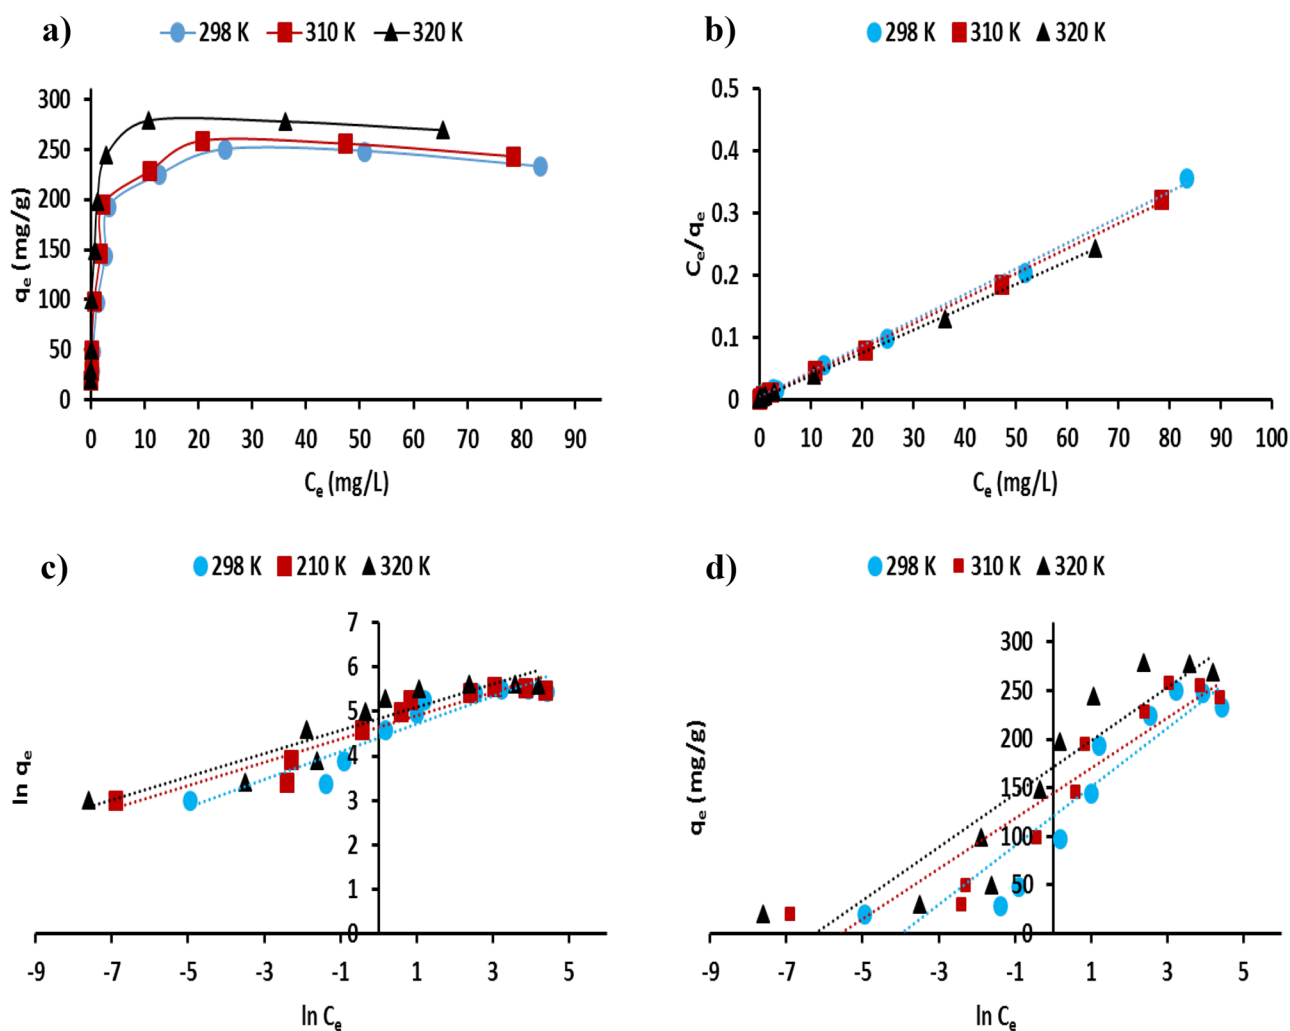 a)
298 K 310 K 320 K
300
250
200
150
100
50
0
qe (mg/g)
0 10 20 30 40 50 60 70 80 90
Ce (mg/L)
b)
298 K 310 K 320 K
0.5
0.4
0.3
0.2
0.1
0
Ce/qe
0 10 20 30 40 50 60 70 80 90 100
Ce (mg/L)
c)
298 K 210 K 320 K
7
6
5
4
3
2
1
0
ln qe
-9 -7 -5 -3 -1 1 3 5
ln Ce
d)
298 K 310 K 320 K
300
250
200
150
100
50
0
qe (mg/g)
-9 -7 -5 -3 -1 1 3 5
ln Ce